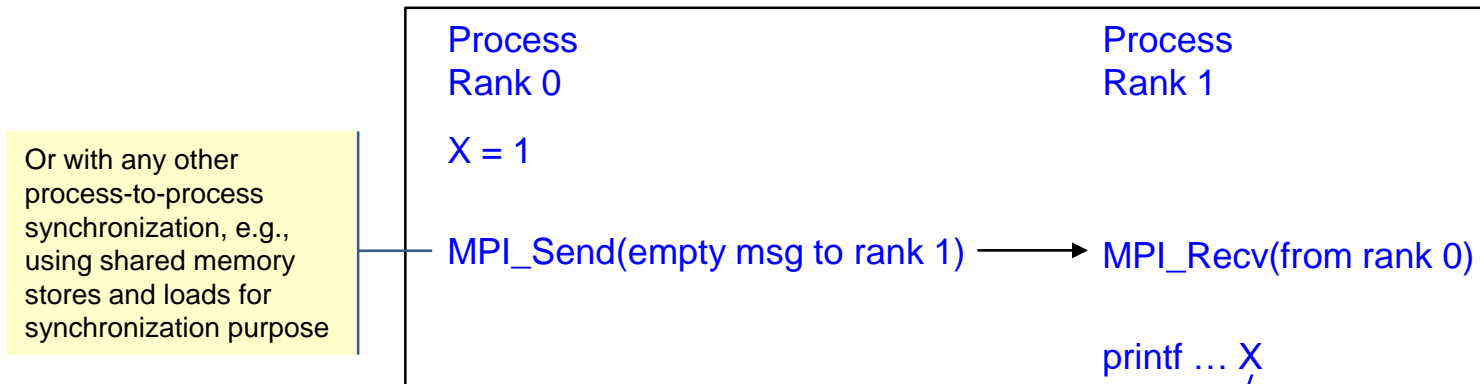 Process
Rank 0
X = 1
MPI_Send(empty msg to rank 1)
Process
Rank 1
MPI_Recv(from rank 0)
printf … X
Or with any other
process-to-process
synchronization, e.g.,
using shared memory
stores and loads for
synchronization purpose